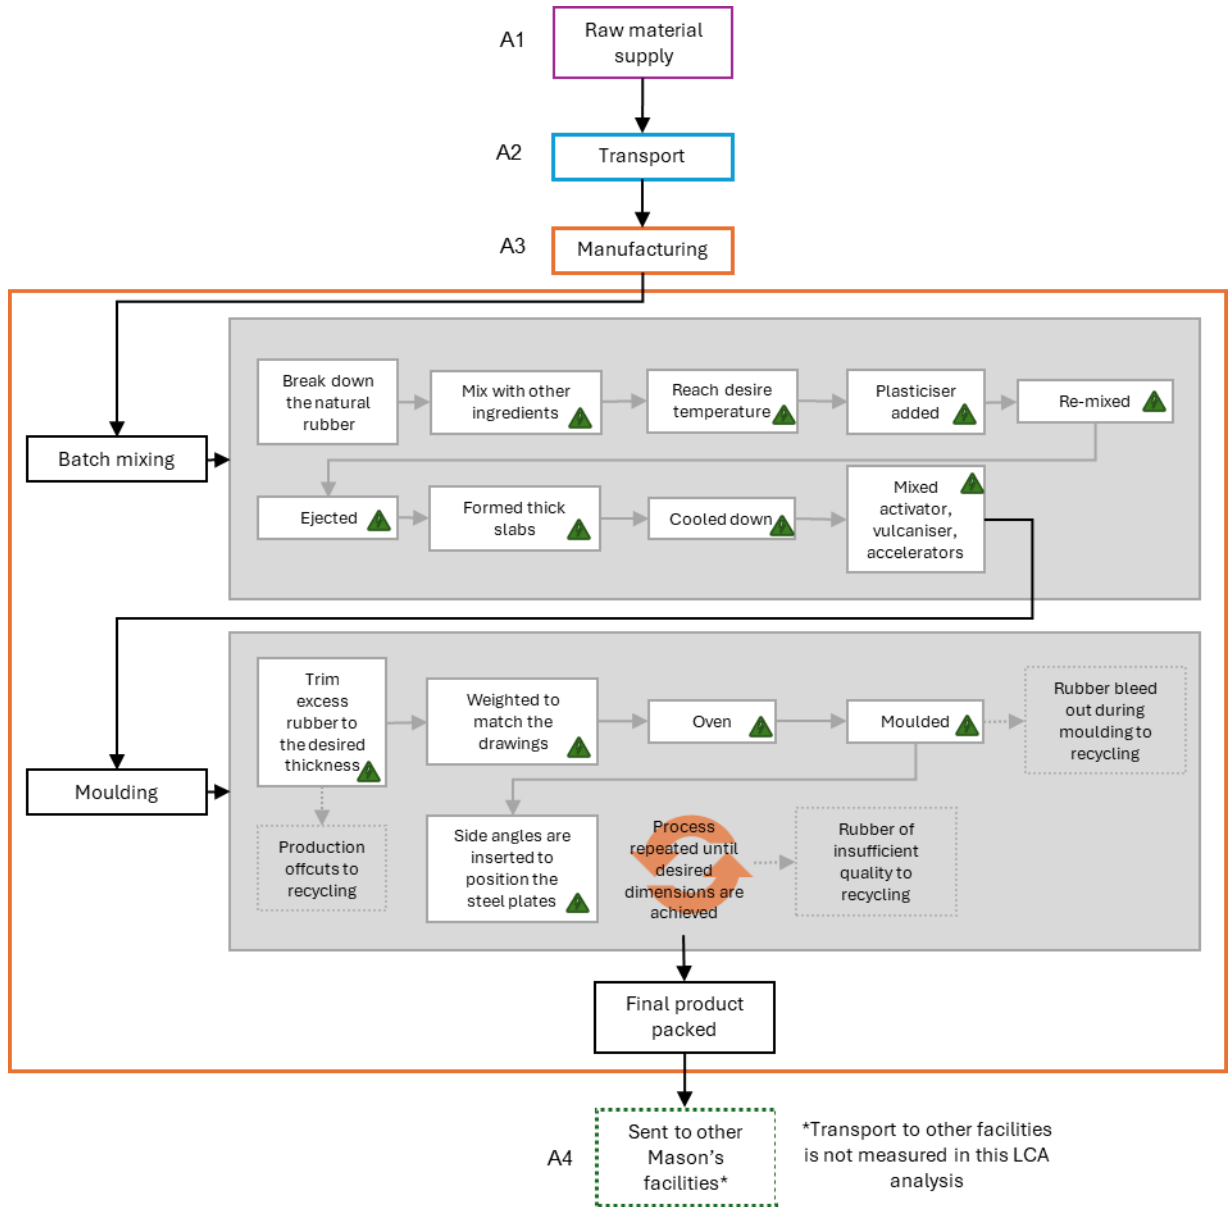 A1
Raw material
supply
A2
Transport
A3
Manufacturing
Batch mixing
Break down
the natural
rubber
Mix with other
ingredients
Reach desire
temperature
Plasticiser
added
Re-mixed
Ejected
Formed thick
slabs
Cooled down
Mixed
activator,
vulcaniser,
accelerators
Moulding
Trim
excess
rubber to
the desired
thickness
Production
offcuts to
recycling
Weighted to
match the
drawings
Oven
Moulded
Rubber bleed
out during
moulding to
recycling
Side angles are
inserted to
position the
steel plates
Process
repeated until
desired
dimensions are
achieved
Rubber of
insufficient
quality to
recycling
Final product
packed
A4
Sent to other
Mason's
facilities*
*Transport to other facilities
is not measured in this LCA
analysis